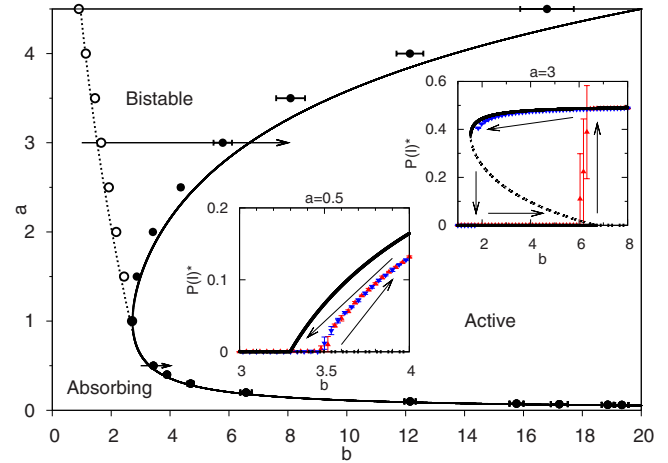 4
3
2
1
0
a
0 2 4 6 8 10 12 14 16 18 20
b
Bistable
Active
Absorbing
a=3
0.6
0.4
0.2
0
P(I)*
2 4 6 8
b
a=0.5
0.2
0.1
0
P(I)*
3 3.5 4
b